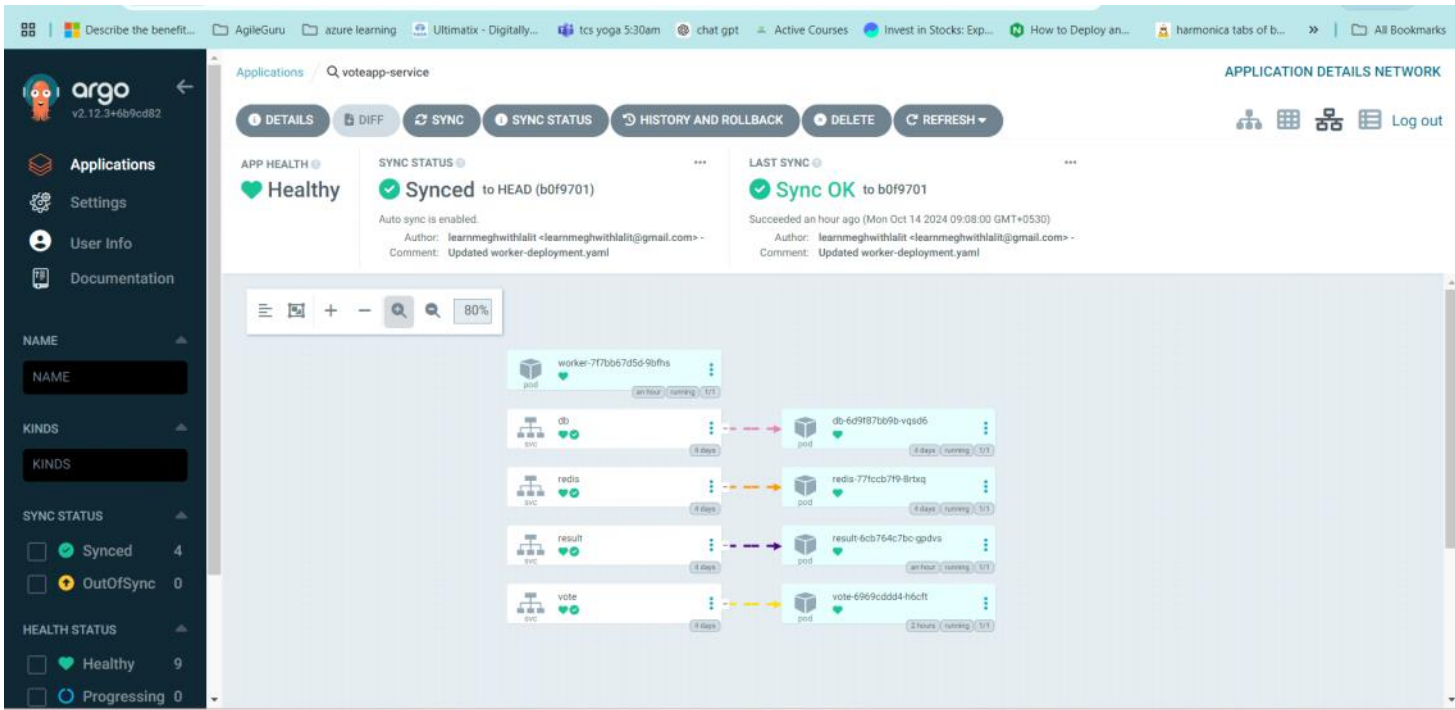 Describe the benefit... AgileGuru azure learning Ultimatix - Digitally... tcs yoga 5:30am chat gpt Active Courses Invest in Stocks: Exp... How to Deploy an... harmonica tabs of b... » All Bookmarks
argo
v2.12.3+6b9cd82
Applications
Settings
User Info
Documentation
NAME
NAME
KINDS
KINDS
SYNC STATUS
Synced 4
OutOfSync 0
HEALTH STATUS
Healthy 9
Progressing 0
Applications / voteapp-service
APPLICATION DETAILS NETWORK
DETAILS DIFF SYNC SYNC STATUS HISTORY AND ROLLBACK DELETE REFRESH
Log out
APP HEALTH
Healthy
SYNC STATUS
Synced to HEAD (b0f9701)
Auto sync is enabled.
Author: learnmeghwithlalit <learnmeghwithlalit@gmail.com> -
Comment: Updated worker-deployment.yaml
LAST SYNC
Sync OK to b0f9701
Succeeded an hour ago (Mon Oct 14 2024 09:08:00 GMT+0530)
Author: learnmeghwithlalit <learnmeghwithlalit@gmail.com> -
Comment: Updated worker-deployment.yaml
80%
worker-7f7bb67d5d-9bfhs
pod
an hour running 1/1
db
svc
4 days
db-6d9f87bb9b-vqsd6
pod
4 days running 1/1
redis
svc
4 days
redis-77fccb7f9-8rtxq
pod
4 days running 1/1
result
svc
4 days
result-6cb764c7bc-gpdvs
pod
an hour running 1/1
vote
svc
4 days
vote-6969cddd4-h6cft
pod
2 hours running 1/1